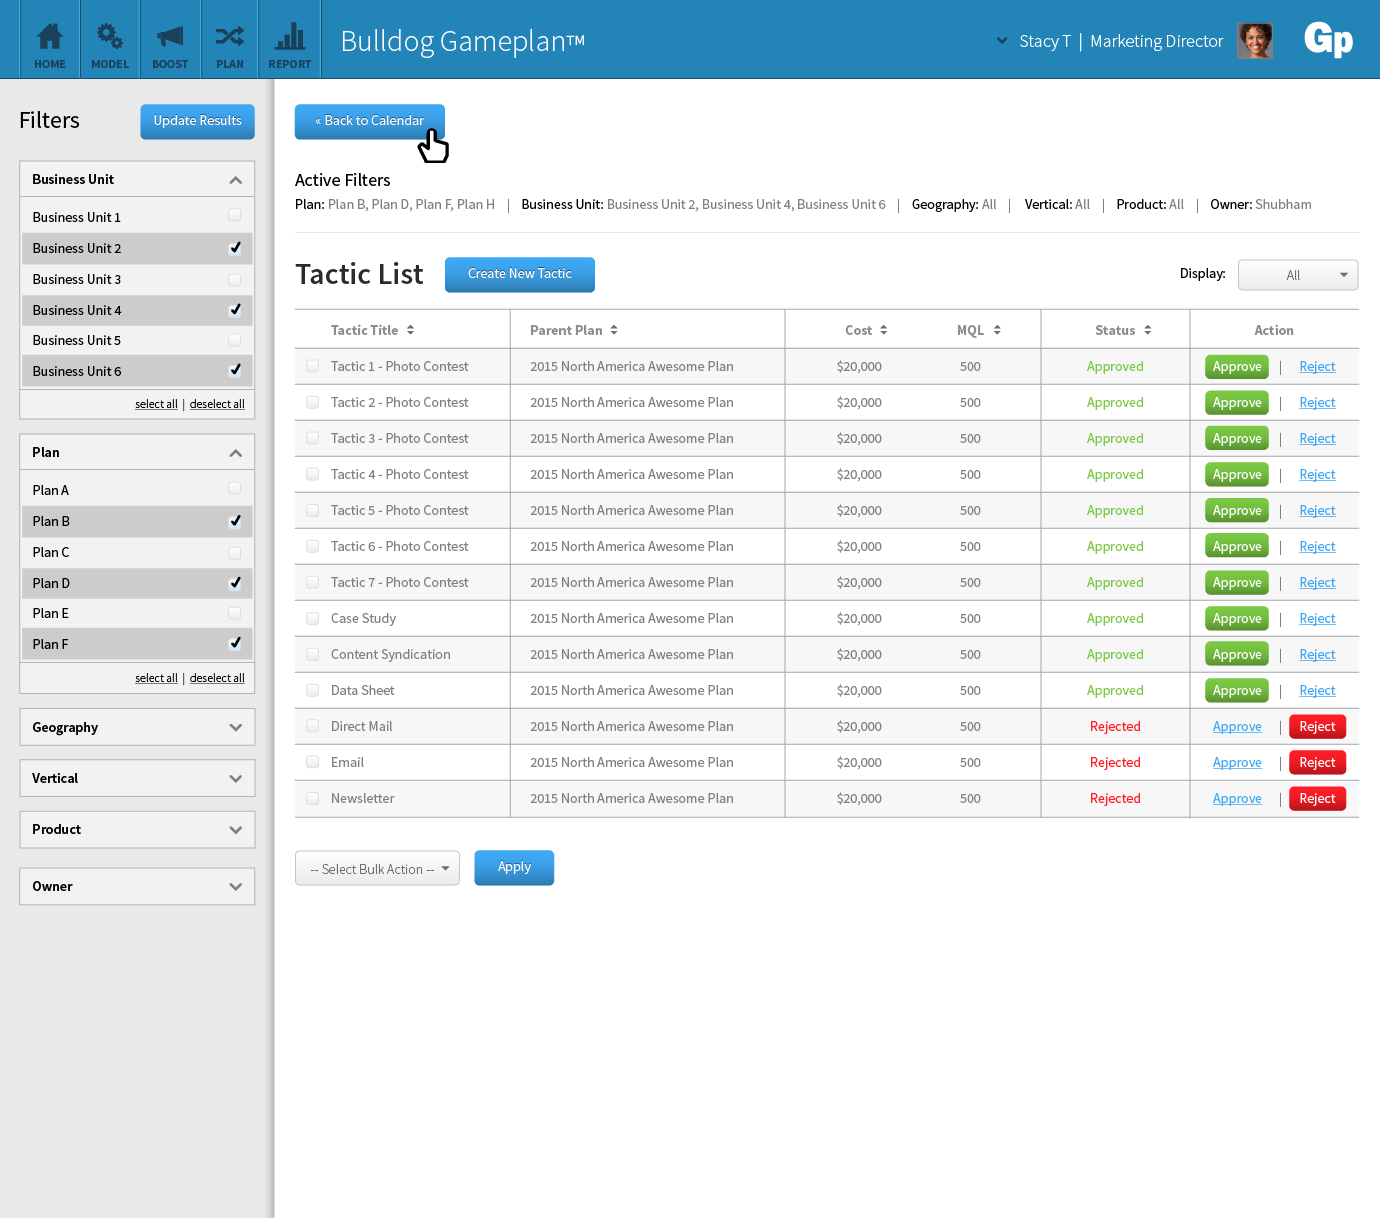 HOME MODEL BOOST PLAN REPORT
Bulldog Gameplan™
Stacy T | Marketing Director
Gp
Filters
Update Results
Business Unit
Business Unit 1
Business Unit 2
Business Unit 3
Business Unit 4
Business Unit 5
Business Unit 6
select all | deselect all
Plan
Plan A
Plan B
Plan C
Plan D
Plan E
Plan F
select all | deselect all
Geography
Vertical
Product
Owner
« Back to Calendar
Active Filters
Plan: Plan B, Plan D, Plan F, Plan H | Business Unit: Business Unit 2, Business Unit 4, Business Unit 6 | Geography: All | Vertical: All | Product: All | Owner: Shubham
Tactic List
Create New Tactic
Display: All
Tactic Title Parent Plan Cost MQL Status Action
Tactic 1 - Photo Contest 2015 North America Awesome Plan $20,000 500 Approved Approve | Reject
Tactic 2 - Photo Contest 2015 North America Awesome Plan $20,000 500 Approved Approve | Reject
Tactic 3 - Photo Contest 2015 North America Awesome Plan $20,000 500 Approved Approve | Reject
Tactic 4 - Photo Contest 2015 North America Awesome Plan $20,000 500 Approved Approve | Reject
Tactic 5 - Photo Contest 2015 North America Awesome Plan $20,000 500 Approved Approve | Reject
Tactic 6 - Photo Contest 2015 North America Awesome Plan $20,000 500 Approved Approve | Reject
Tactic 7 - Photo Contest 2015 North America Awesome Plan $20,000 500 Approved Approve | Reject
Case Study 2015 North America Awesome Plan $20,000 500 Approved Approve | Reject
Content Syndication 2015 North America Awesome Plan $20,000 500 Approved Approve | Reject
Data Sheet 2015 North America Awesome Plan $20,000 500 Approved Approve | Reject
Direct Mail 2015 North America Awesome Plan $20,000 500 Rejected Approve | Reject
Email 2015 North America Awesome Plan $20,000 500 Rejected Approve | Reject
Newsletter 2015 North America Awesome Plan $20,000 500 Rejected Approve | Reject
-- Select Bulk Action --
Apply